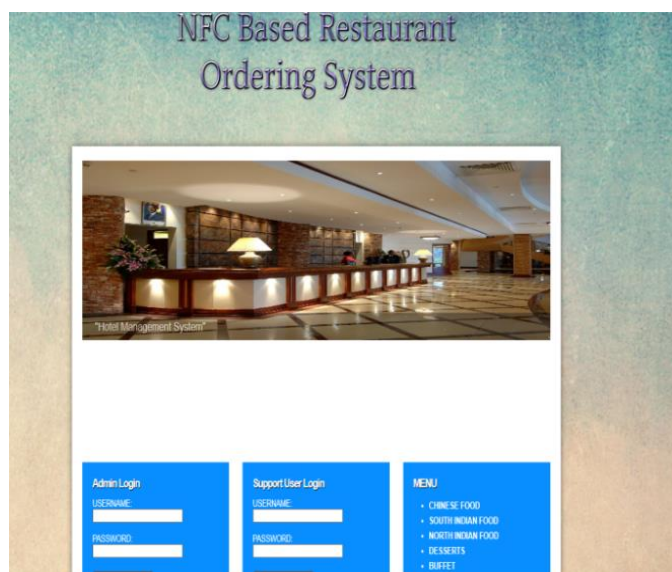 NFC Based Restaurant
Ordering System
"Hotel Management System"
Admin Login
USERNAME:
PASSWORD:
Support User Login
USERNAME:
PASSWORD:
MENU
CHINESE FOOD
SOUTH INDIAN FOOD
NORTH INDIAN FOOD
DESSERTS
BUFFET